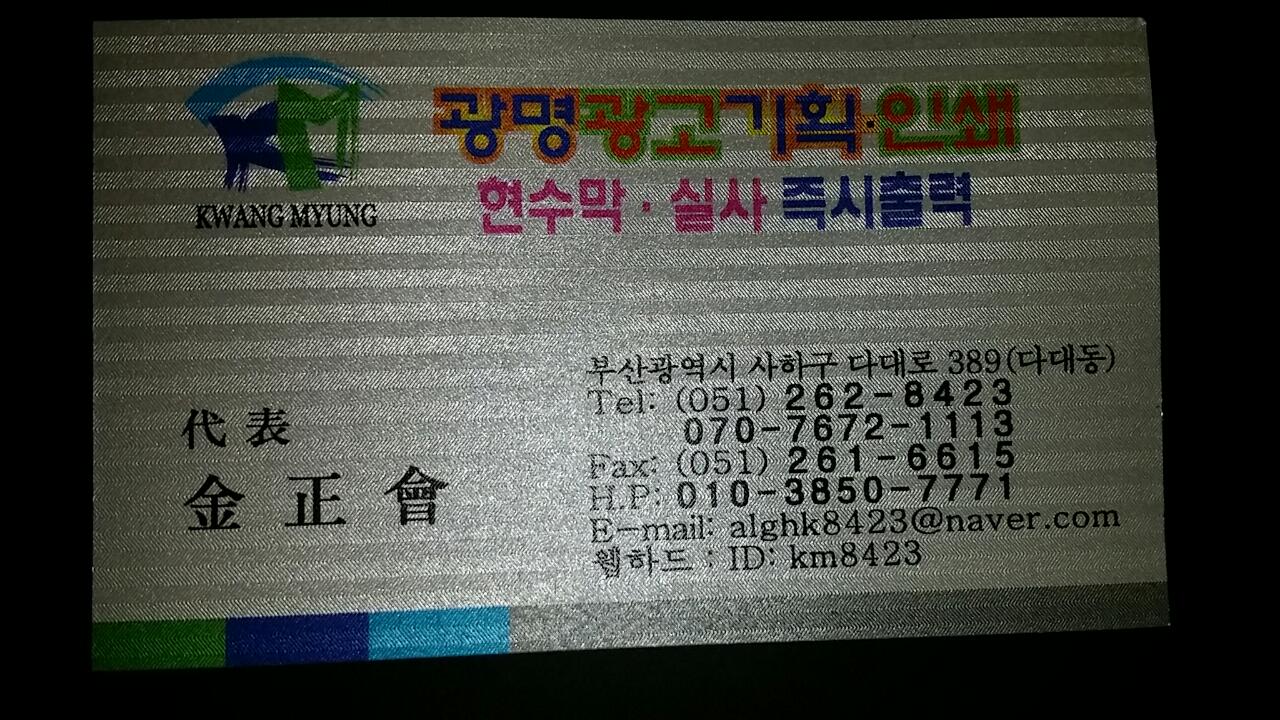 광명광고기획·인쇄
KWANG MYUNG
현수막·실사 즉시출력
부산광역시 사하구 다대로 389(다대동)
Tel: (051) 262-8423
070-7672-1113
Fax: (051) 261-6615
H.P: 010-3850-7771
E-mail: alghk8423@naver.com
웹하드 : ID: km8423
代表
金正會